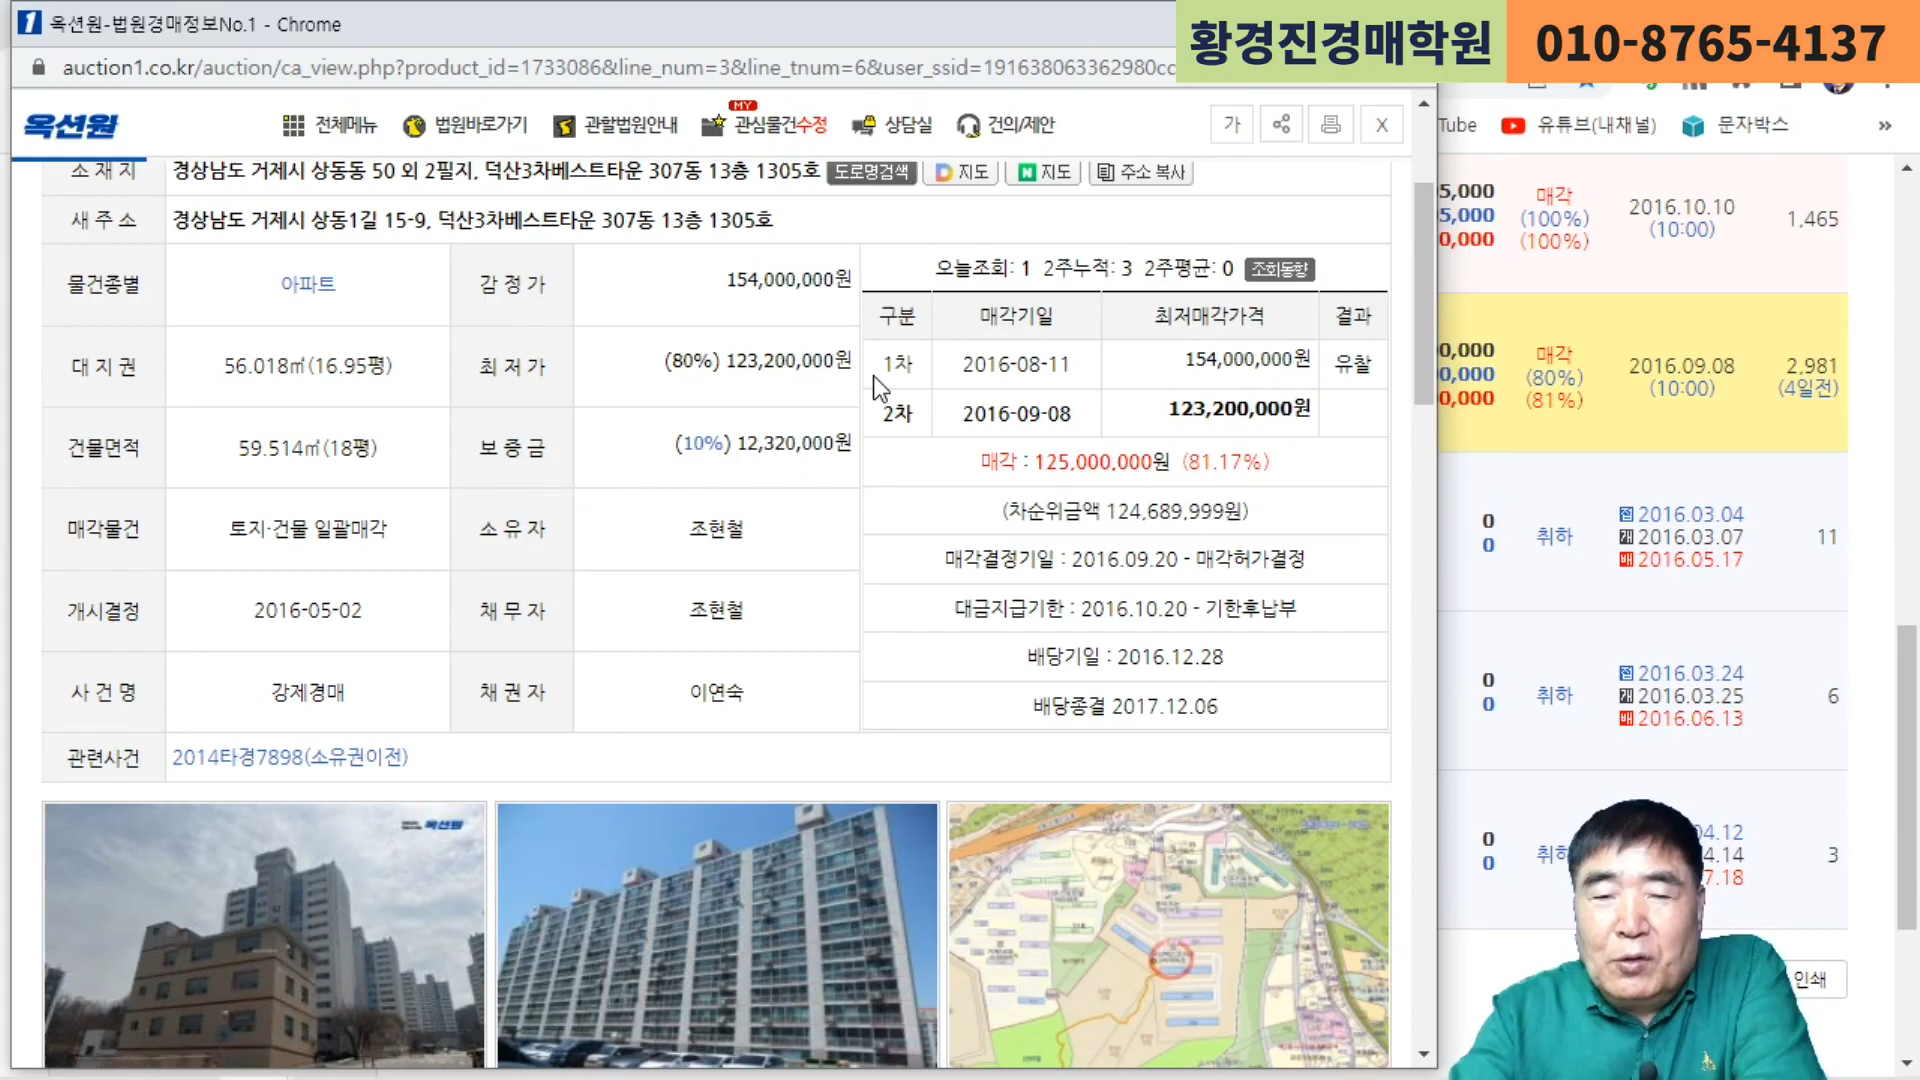 옥션원-법원경매정보No.1 - Chrome
황경진경매학원 010-8765-4137
auction1.co.kr/auction/ca_view.php?product_id=1733086&line_num=3&line_tnum=6&user_ssid=191638063362980cc
옥션원 전체메뉴 법원바로가기 관할법원안내 MY 관심물건수정 상담실 건의/제안 가 X
Tube 유튜브(내채널) 문자박스 »
소 재 지 경상남도 거제시 상동동 50 외 2필지, 덕산3차베스트타운 307동 13층 1305호 도로명검색 D 지도 N 지도 주소 복사
새 주 소 경상남도 거제시 상동1길 15-9, 덕산3차베스트타운 307동 13층 1305호
물건종별 아파트 감 정 가 154,000,000원
대 지 권 56.018㎡(16.95평) 최 저 가 (80%) 123,200,000원
건물면적 59.514㎡(18평) 보 증 금 (10%) 12,320,000원
매각물건 토지·건물 일괄매각 소 유 자 조현철
개시결정 2016-05-02 채 무 자 조현철
사 건 명 강제경매 채 권 자 이연숙
관련사건 2014타경7898(소유권이전)
오늘조회: 1 2주누적: 3 2주평균: 0 조회동향
구분 매각기일 최저매각가격 결과
1차 2016-08-11 154,000,000원 유찰
2차 2016-09-08 123,200,000원
매각 : 125,000,000원 (81.17%)
(차순위금액 124,689,999원)
매각결정기일 : 2016.09.20 - 매각허가결정
대금지급기한 : 2016.10.20 - 기한후납부
배당기일 : 2016.12.28
배당종결 2017.12.06
옥션원
5,000 매각 2016.10.10 1,465
5,000 (100%) (10:00)
0,000 (100%)
0,000 매각 2016.09.08 2,981
0,000 (80%) (10:00) (4일전)
0,000 (81%)
0 취하 2016.03.04 11
0 2016.03.07
배 2016.05.17
0 취하 2016.03.24 6
0 2016.03.25
배 2016.06.13
0 취하 04.12 3
0 4.14
7.18
인쇄